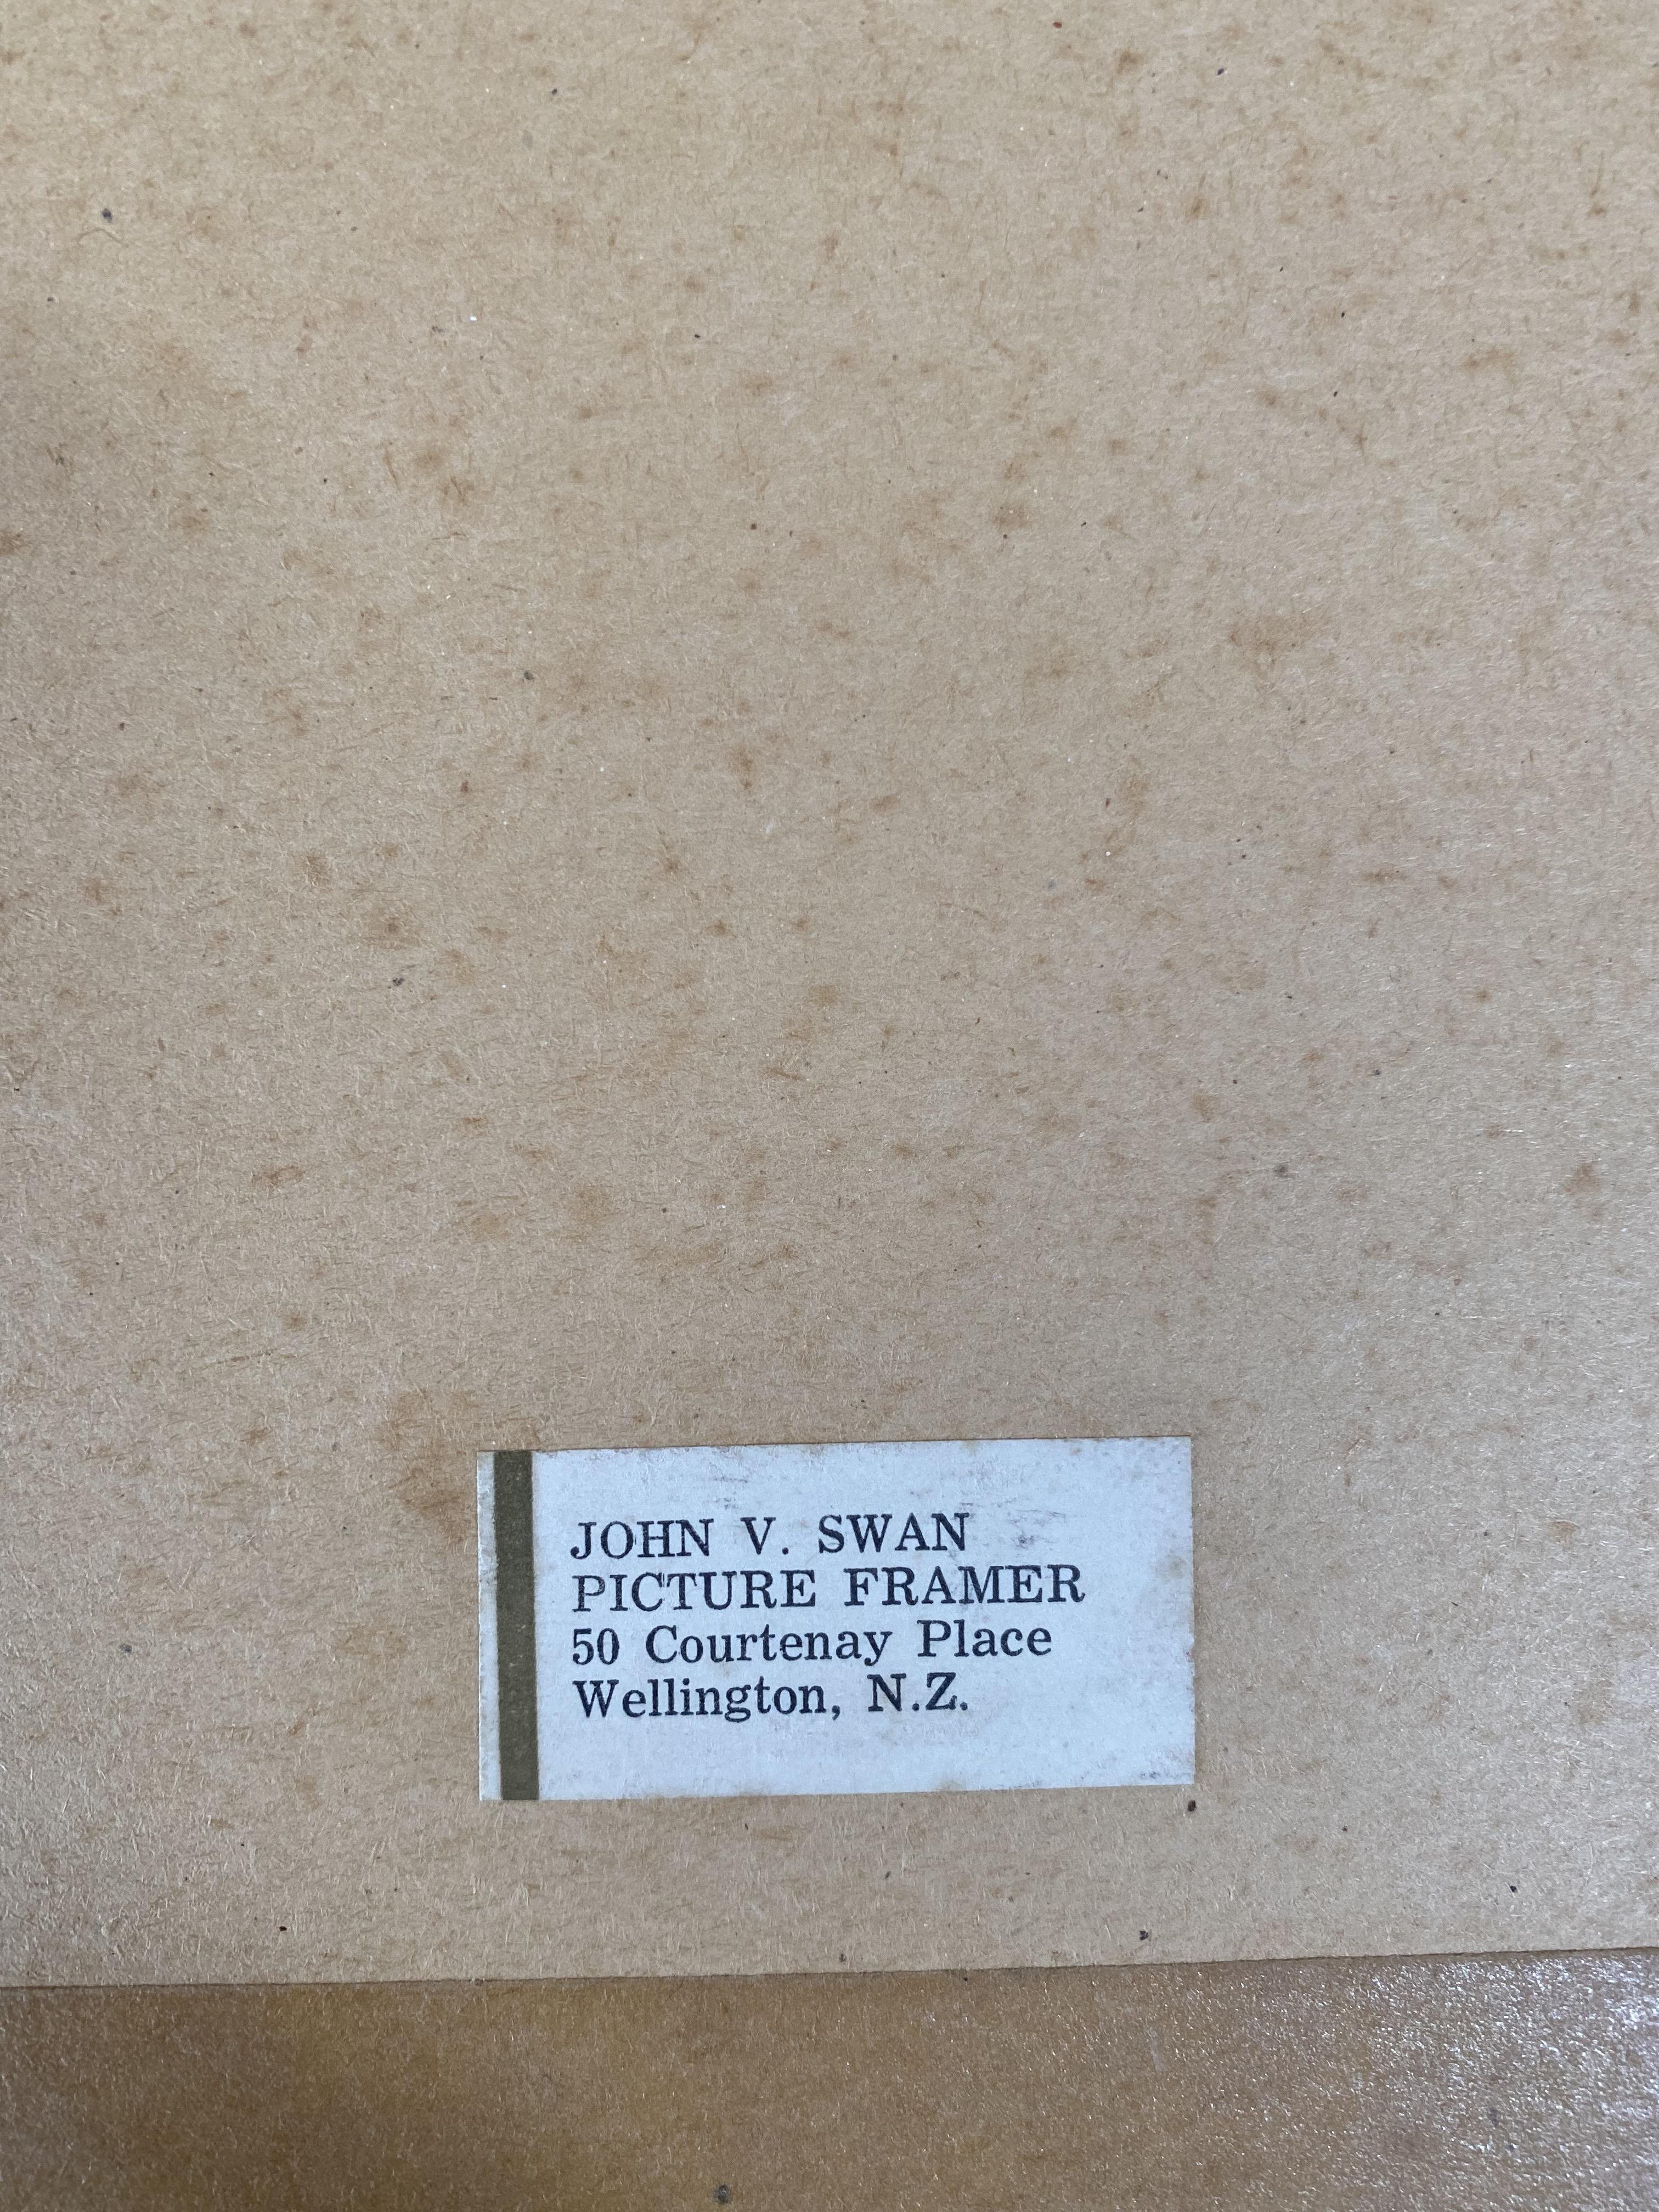 JOHN V. SWAN
PICTURE FRAMER
50 Courtenay Place
Wellington, N.Z.